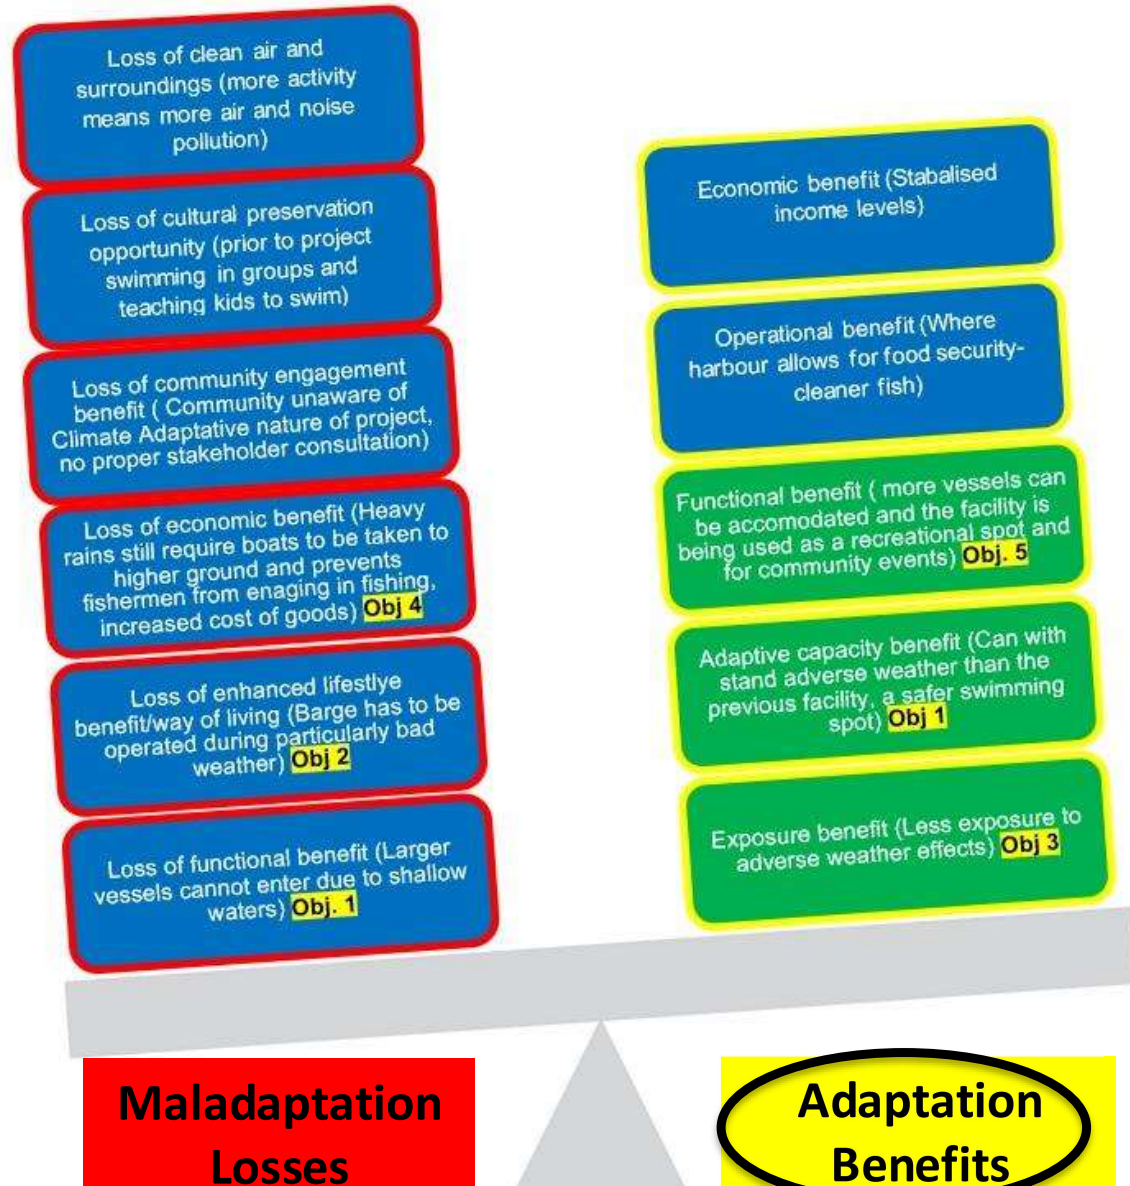 Loss of clean air and
surroundings (more activity
means more air and noise
pollution)
Loss of cultural preservation
opportunity (prior to project
swimming in groups and
teaching kids to swim)
Loss of community engagement
benefit ( Community unaware of
Climate Adaptative nature of project,
no proper stakeholder consultation)
Loss of economic benefit (Heavy
rains still require boats to be taken to
higher ground and prevents
fishermen from enaging in fishing,
increased cost of goods) Obj 4
Loss of enhanced lifestlye
benefit/way of living (Barge has to be
operated during particularly bad
weather) Obj 2
Loss of functional benefit (Larger
vessels cannot enter due to shallow
waters) Obj. 1
Economic benefit (Stabalised
income levels)
Operational benefit (Where
harbour allows for food security-
cleaner fish)
Functional benefit ( more vessels can
be accomodated and the facility is
being used as a recreational spot and
for community events) Obj. 5
Adaptive capacity benefit (Can with
stand adverse weather than the
previous facility, a safer swimming
spot) Obj 1
Exposure benefit (Less exposure to
adverse weather effects) Obj 3
Maladaptation
Losses
Adaptation
Benefits